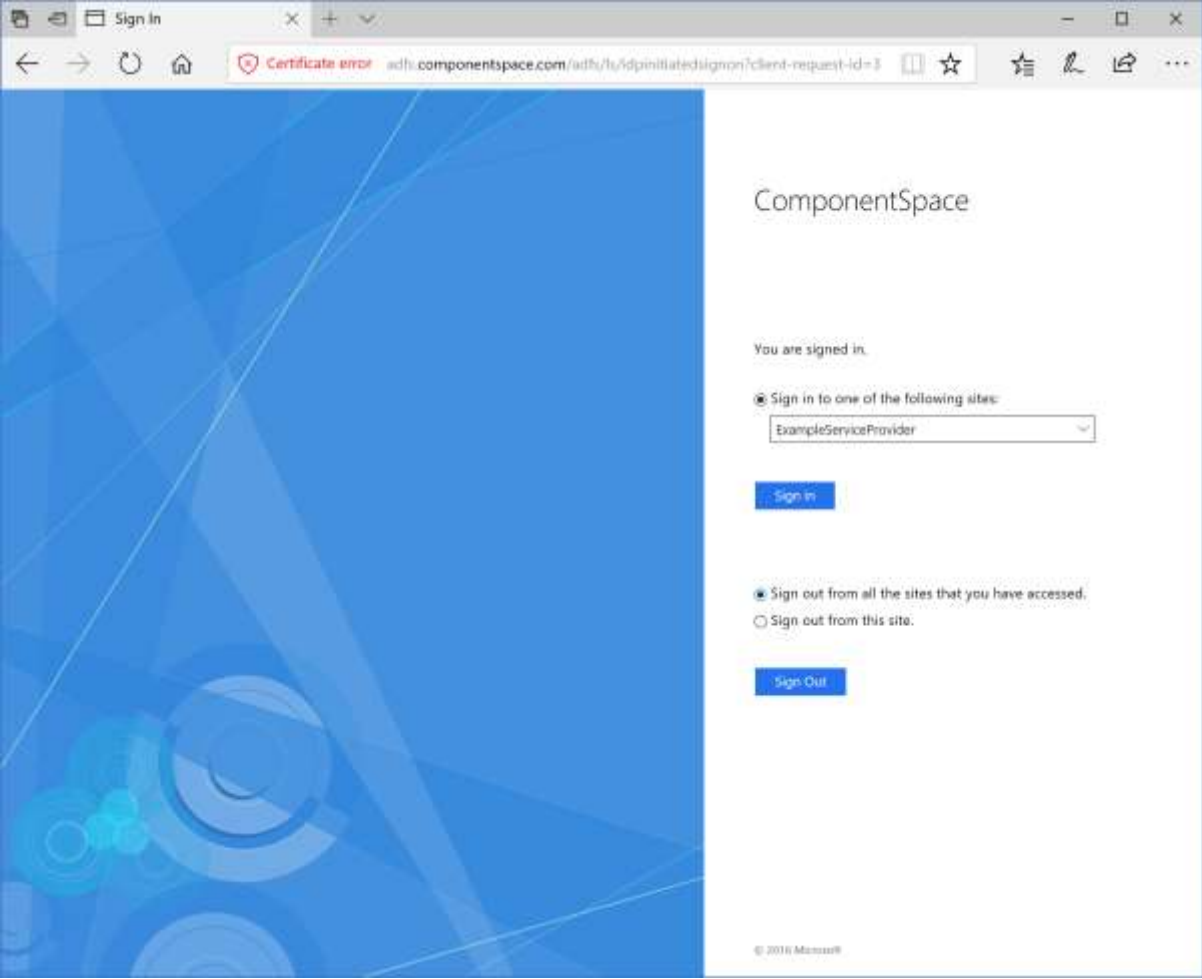 Sign In
Certificate error adfs.componentspace.com/adfs/ls/idpinitiatedsignon?client-request-id=3
ComponentSpace
You are signed in.
Sign in to one of the following sites:
ExampleServiceProvider
Sign in
Sign out from all the sites that you have accessed.
Sign out from this site.
Sign Out
© 2016 Microsoft